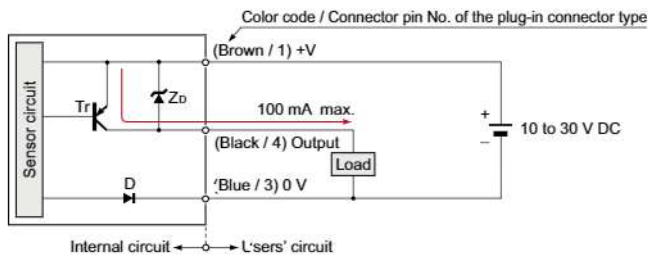 Color code / Connector pin No. of the plug-in connector type
(Brown / 1) +V
Sensor circuit
Tr
ZD
100 mA max.
+
10 to 30 V DC
−
(Black / 4) Output
Load
D
(Blue / 3) 0 V
Internal circuit
Users' circuit